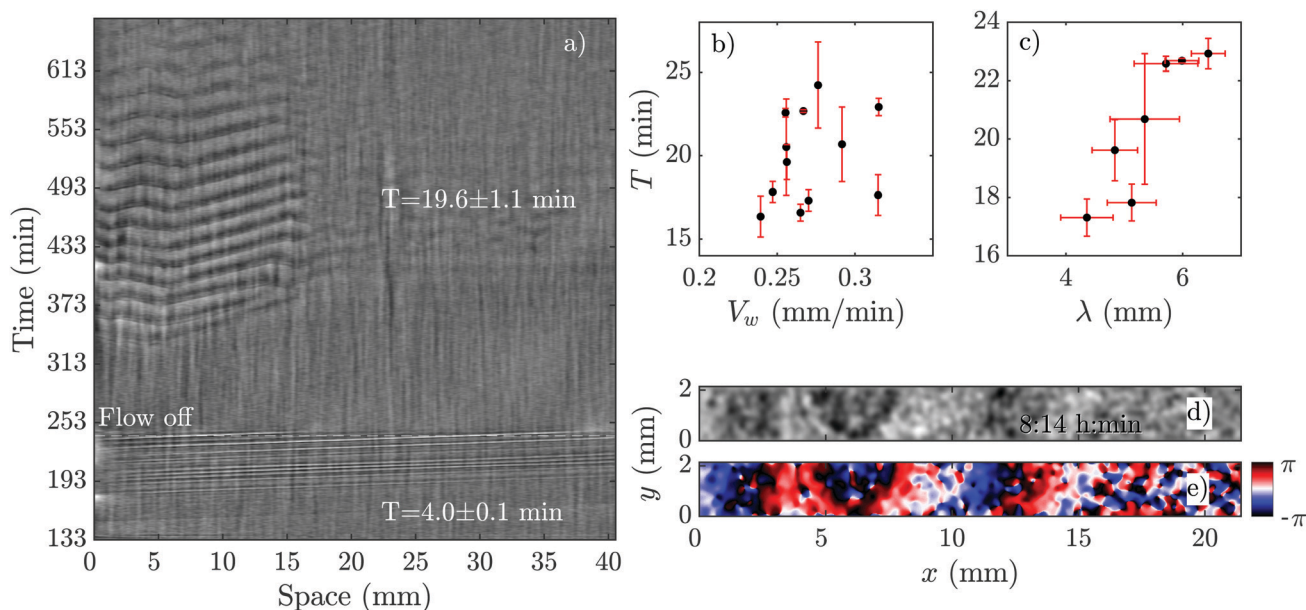 a)
613
553
493
433
373
313
253
193
133
Time (min)
T=19.6±1.1 min
Flow off
T=4.0±0.1 min
0 5 10 15 20 25 30 35 40
Space (mm)
b)
25
20
15
T (min)
0.2 0.25 0.3
V_w (mm/min)
c)
24
22
20
18
16
4 6
λ (mm)
d)
2
0
8:14 h:min
e)
2
0
y (mm)
π
-π
0 5 10 15 20
x (mm)